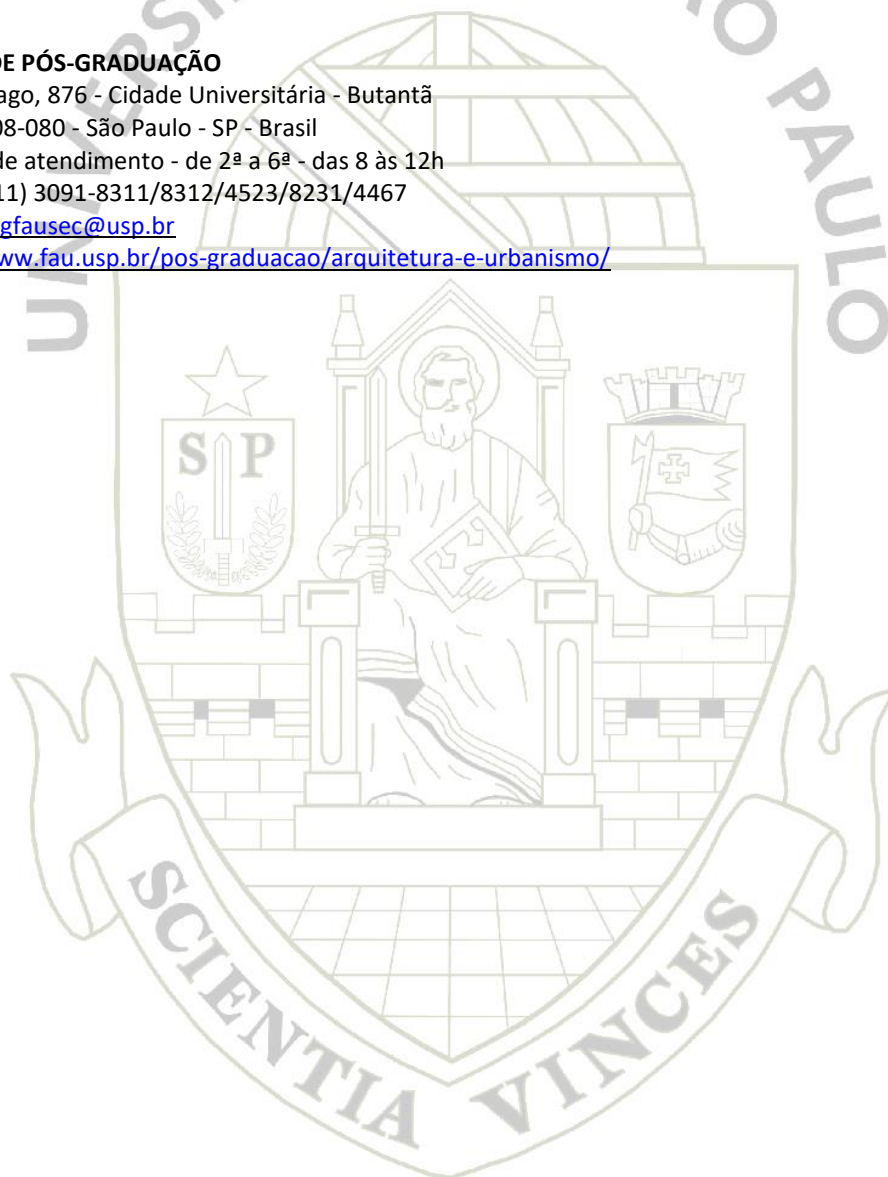 UNIVERSI
ÃO PAULO
DE PÓS-GRADUAÇÃO
ago, 876 - Cidade Universitária - Butantã
08-080 - São Paulo - SP - Brasil
de atendimento - de 2ª a 6ª - das 8 às 12h
11) 3091-8311/8312/4523/8231/4467
gfausec@usp.br
ww.fau.usp.br/pos-graduacao/arquitetura-e-urbanismo/
S P
SCIENTIA VINCES